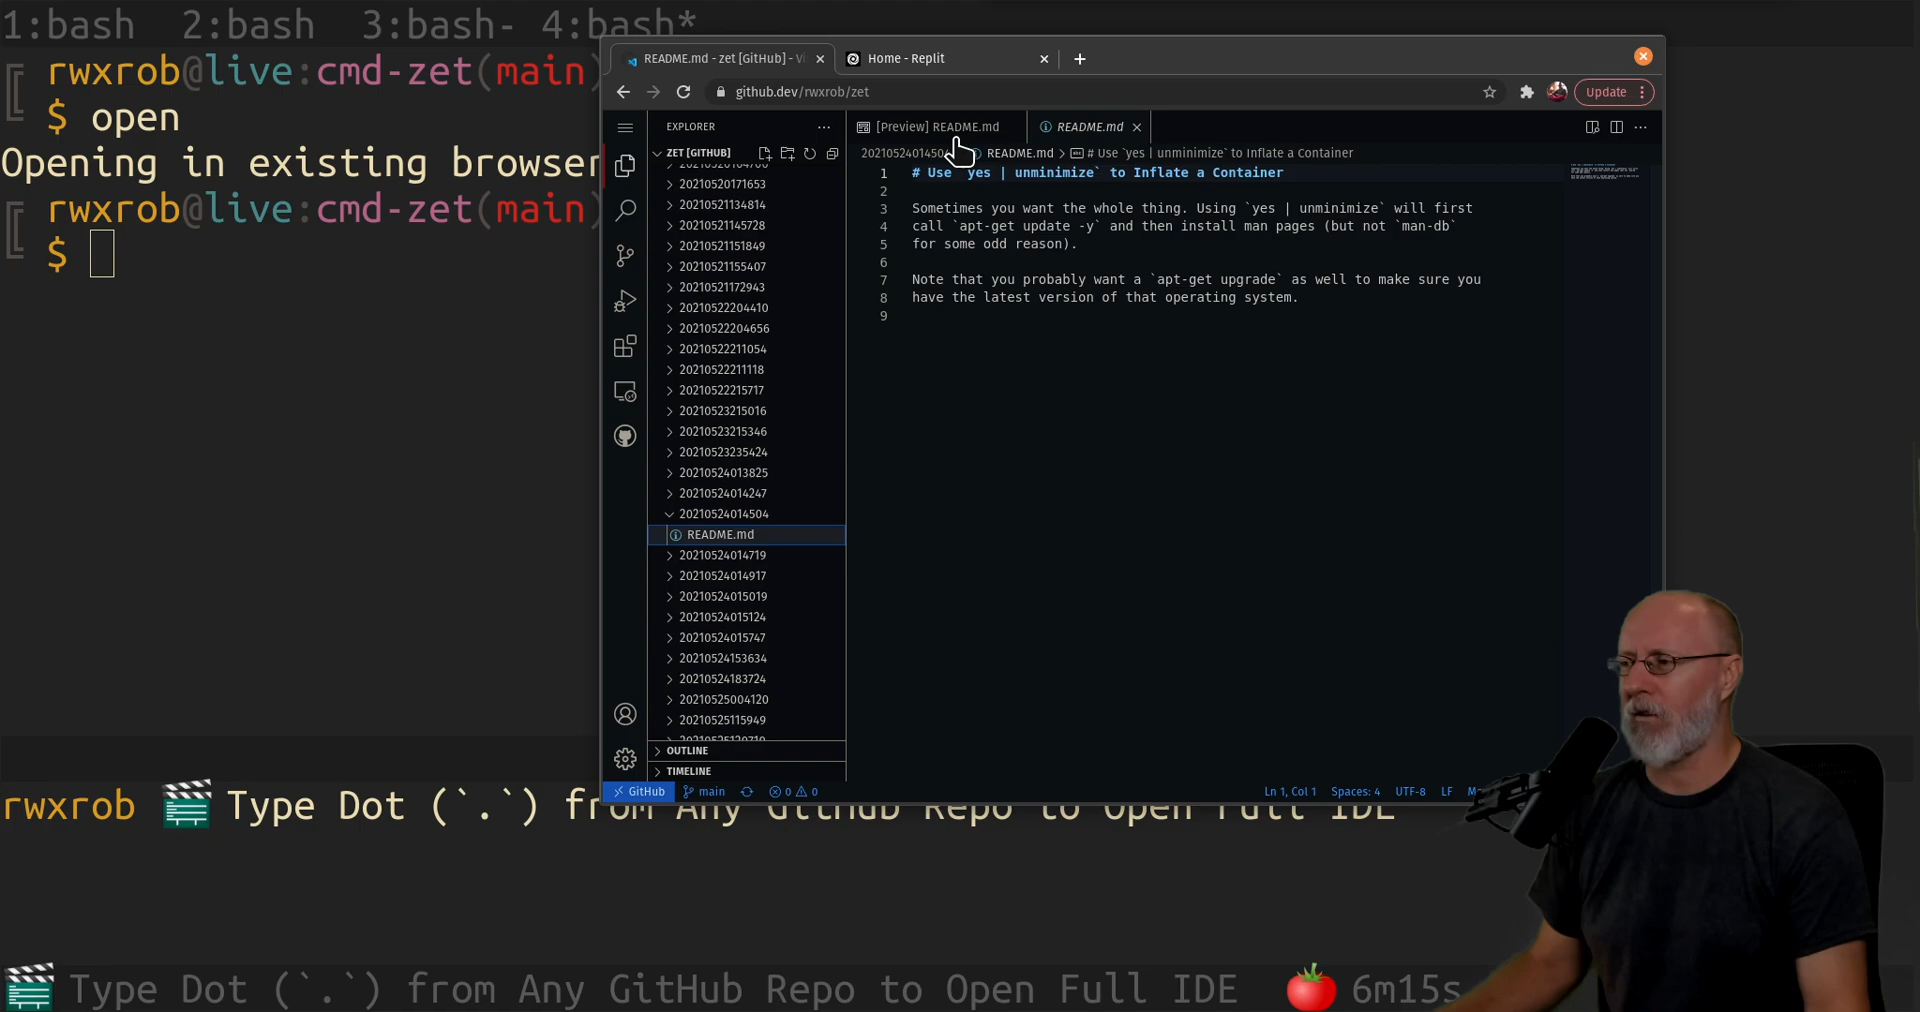 1:bash 2:bash 3:bash- 4:bash*
rwxrob@live:cmd-zet(main)
$ open
Opening in existing browser
rwxrob@live:cmd-zet(main)
$
README.md - zet [GitHub] - Vi
Home - Replit
github.dev/rwxrob/zet
Update
EXPLORER
ZET [GITHUB]
20210520171653
20210521134814
20210521145728
20210521151849
20210521155407
20210521172943
20210522204410
20210522204656
20210522211054
20210522211118
20210522215717
20210523215016
20210523215346
20210523235424
20210524013825
20210524014247
20210524014504
README.md
20210524014719
20210524014917
20210524015019
20210524015124
20210524015747
20210524153634
20210524183724
20210525004120
20210525115949
OUTLINE
TIMELINE
[Preview] README.md
README.md
20210524014504 README.md > # Use `yes | unminimize` to Inflate a Container
1 # Use `yes | unminimize` to Inflate a Container
2
3 Sometimes you want the whole thing. Using `yes | unminimize` will first
4 call `apt-get update -y` and then install man pages (but not `man-db`
5 for some odd reason).
6
7 Note that you probably want a `apt-get upgrade` as well to make sure you
8 have the latest version of that operating system.
9
GitHub main 0 0 Ln 1, Col 1 Spaces: 4 UTF-8 LF
rwxrob 🎬 Type Dot (`.`) from Any GitHub Repo to Open Full IDE
🎬 Type Dot (`.`) from Any GitHub Repo to Open Full IDE 🍅 6m15s